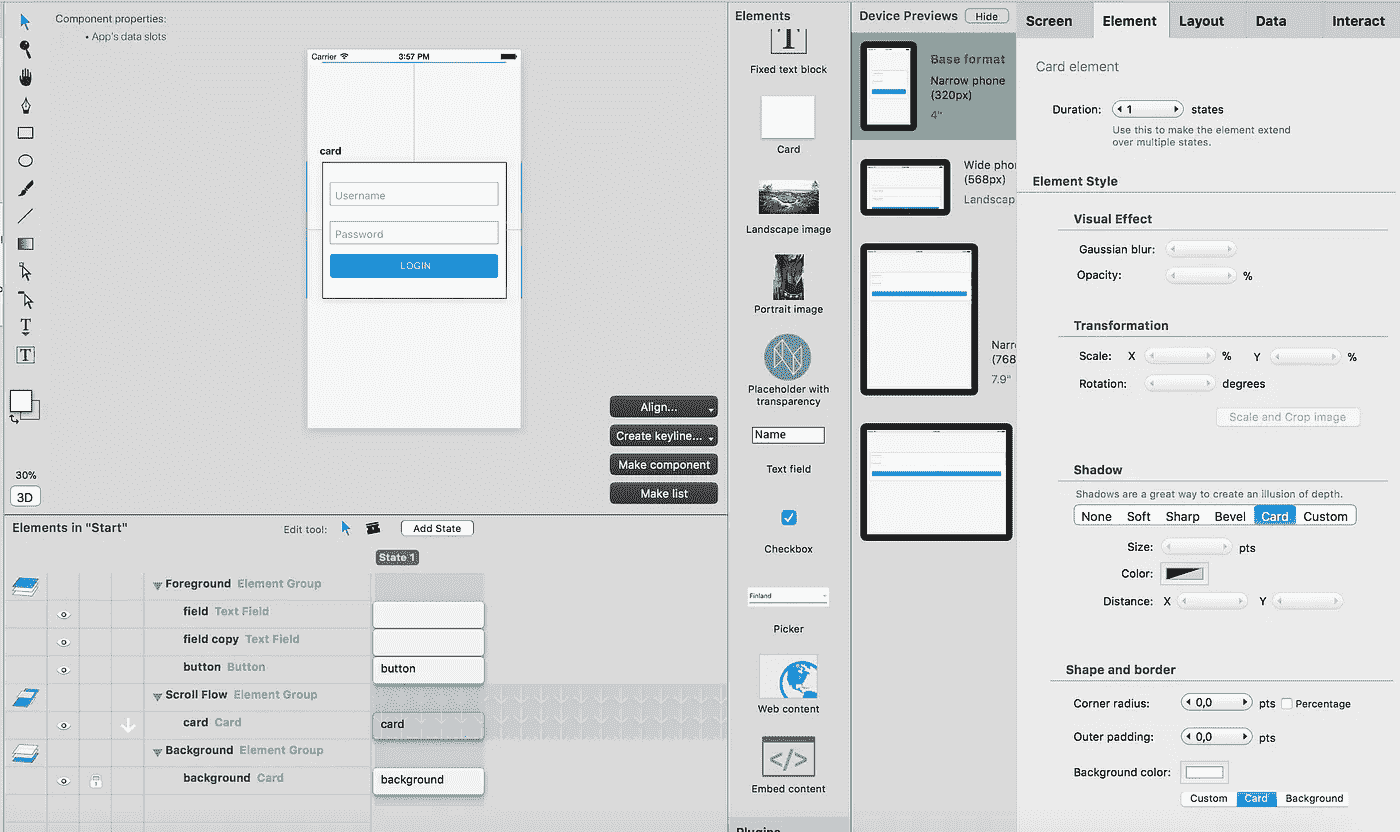 Component properties:
• App's data slots
Carrier
3:57 PM
card
Username
Password
LOGIN
Align...
Create keyline...
Make component
Make list
30%
3D
T
T
Elements in "Start"
Edit tool:
Add State
State 1
Foreground Element Group
field Text Field
field copy Text Field
button Button
button
Scroll Flow Element Group
card Card
card
Background Element Group
background Card
background
Elements
T
Fixed text block
Card
Landscape image
Portrait image
Placeholder with
transparency
Name
Text field
Checkbox
Finland
Picker
Web content
</>
Embed content
Plugins
Device Previews
Hide
Base format
Narrow phone
(320px)
4"
Wide pho
(568px)
Landscap
Narr
(768
7.9"
Screen
Element
Layout
Data
Interact
Card element
Duration: 1 states
Use this to make the element extend
over multiple states.
Element Style
Visual Effect
Gaussian blur:
Opacity: %
Transformation
Scale: X % Y %
Rotation: degrees
Scale and Crop image
Shadow
Shadows are a great way to create an illusion of depth.
None Soft Sharp Bevel Card Custom
Size: pts
Color:
Distance: X Y
Shape and border
Corner radius: 0,0 pts Percentage
Outer padding: 0,0 pts
Background color:
Custom Card Background